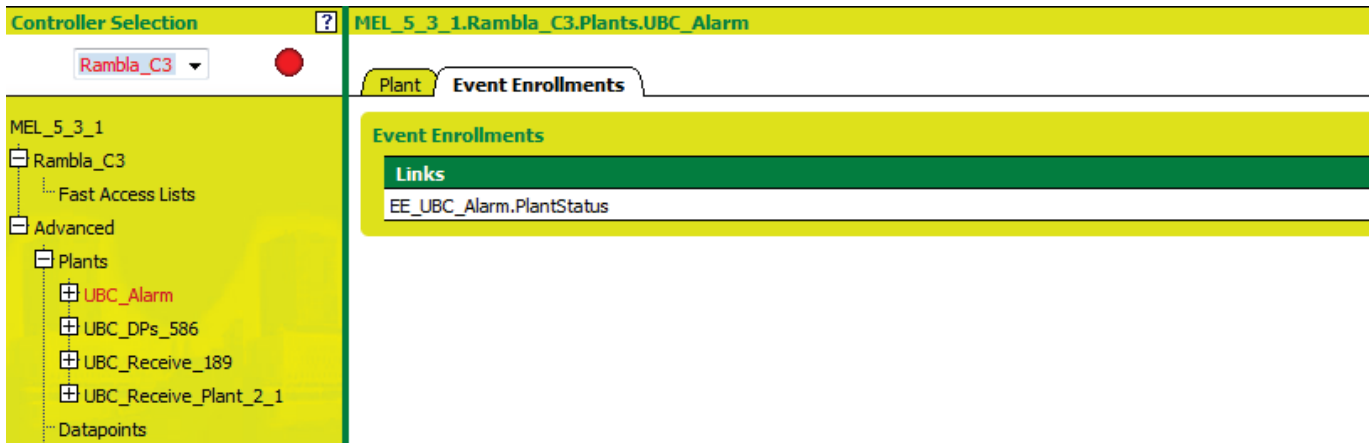 Controller Selection
?
Rambla_C3
MEL_5_3_1
Rambla_C3
Fast Access Lists
Advanced
Plants
UBC_Alarm
UBC_DPs_586
UBC_Receive_189
UBC_Receive_Plant_2_1
Datapoints
MEL_5_3_1.Rambla_C3.Plants.UBC_Alarm
Plant
Event Enrollments
Event Enrollments
Links
EE_UBC_Alarm.PlantStatus